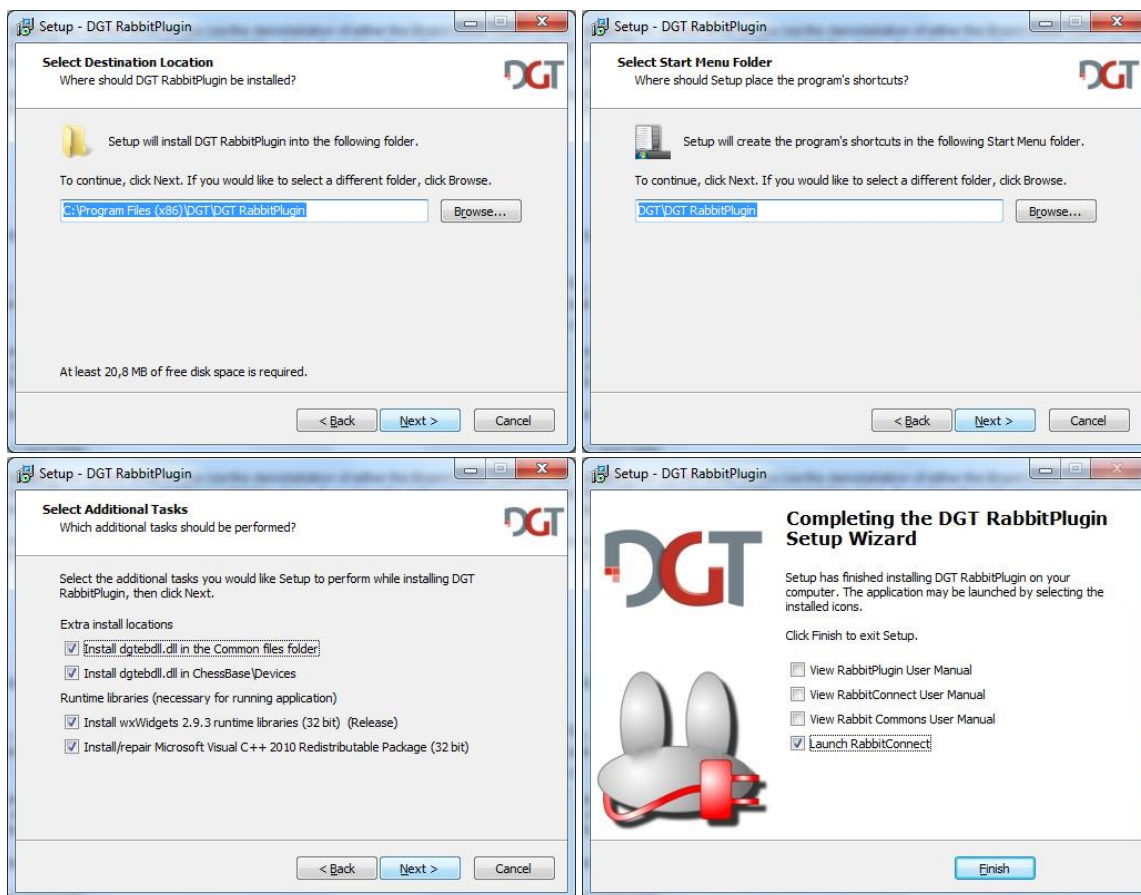 Setup - DGT RabbitPlugin
Select Destination Location
Where should DGT RabbitPlugin be installed?
DGT
Setup will install DGT RabbitPlugin into the following folder.
To continue, click Next. If you would like to select a different folder, click Browse.
C:\Program Files (x86)\DGT\DGT RabbitPlugin
Browse...
At least 20,8 MB of free disk space is required.
< Back
Next >
Cancel
Setup - DGT RabbitPlugin
Select Start Menu Folder
Where should Setup place the program's shortcuts?
DGT
Setup will create the program's shortcuts in the following Start Menu folder.
To continue, click Next. If you would like to select a different folder, click Browse.
DGT\DGT RabbitPlugin
Browse...
< Back
Next >
Cancel
Setup - DGT RabbitPlugin
Select Additional Tasks
Which additional tasks should be performed?
DGT
Select the additional tasks you would like Setup to perform while installing DGT
RabbitPlugin, then click Next.
Extra install locations
Install dgtebdll.dll in the Common files folder
Install dgtebdll.dll in ChessBase\Devices
Runtime libraries (necessary for running application)
Install wxWidgets 2.9.3 runtime libraries (32 bit) (Release)
Install/repair Microsoft Visual C++ 2010 Redistributable Package (32 bit)
< Back
Next >
Cancel
Setup - DGT RabbitPlugin
DGT
Completing the DGT RabbitPlugin
Setup Wizard
Setup has finished installing DGT RabbitPlugin on your
computer. The application may be launched by selecting the
installed icons.
Click Finish to exit Setup.
View RabbitPlugin User Manual
View RabbitConnect User Manual
View Rabbit Commons User Manual
Launch RabbitConnect
Finish